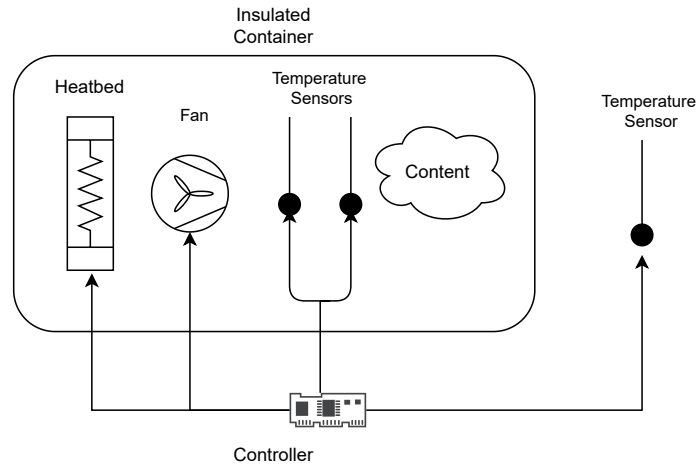 Insulated
Container
Heatbed
Fan
Temperature
Sensors
Content
Temperature
Sensor
Controller